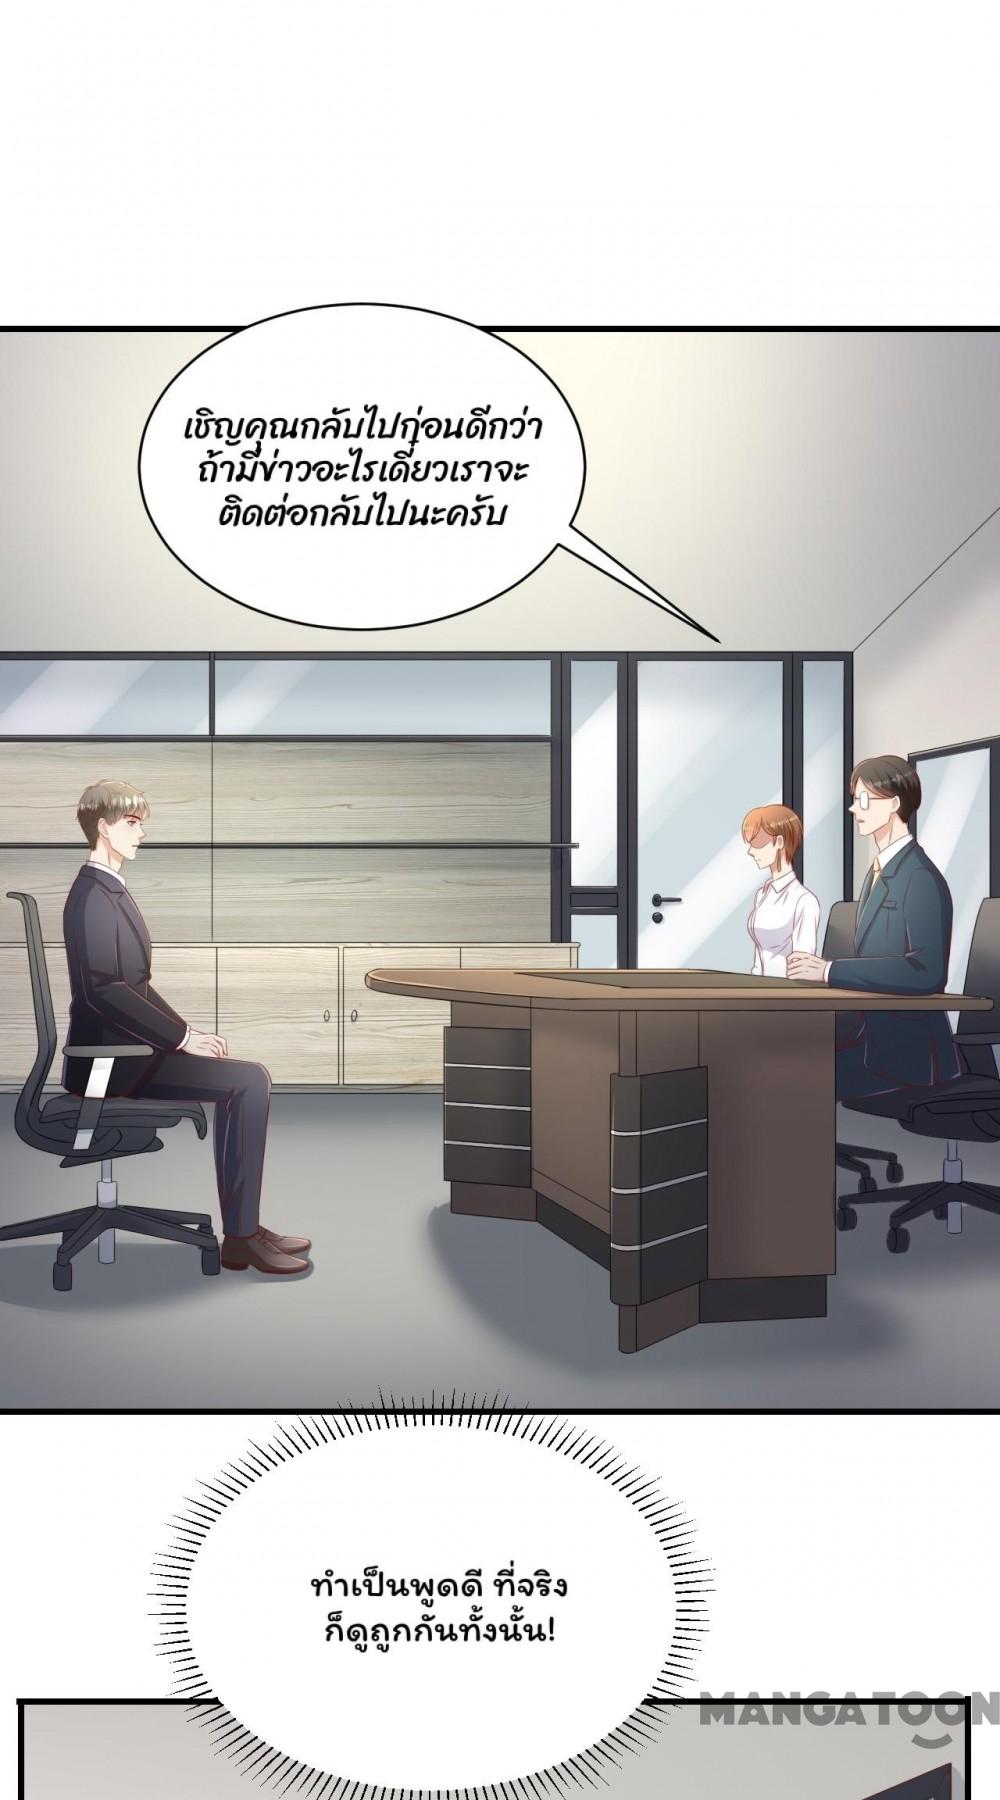 เชิญคุณกลับไปก่อนดีกว่า
ถ้ามีข่าวอะไรเดี๋ยวเราจะ
ติดต่อกลับไปนะครับ
ทำเป็นพูดดี ที่จริง
ก็ดูถูกกันทั้งนั้น!
MANGATOON